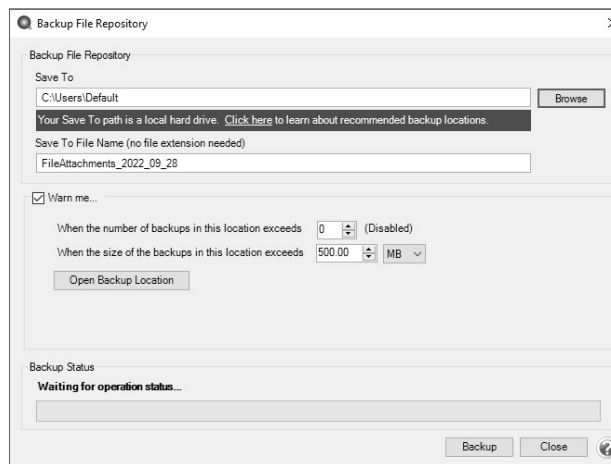 Backup File Repository
Backup File Repository
Save To
C:\Users\Default
Browse
Your Save To path is a local hard drive. Click here to learn about recommended backup locations.
Save To File Name (no file extension needed)
FileAttachments_2022_09_28
Warn me...
When the number of backups in this location exceeds 0 (Disabled)
When the size of the backups in this location exceeds 500.00 MB
Open Backup Location
Backup Status
Waiting for operation status...
Backup Close ?